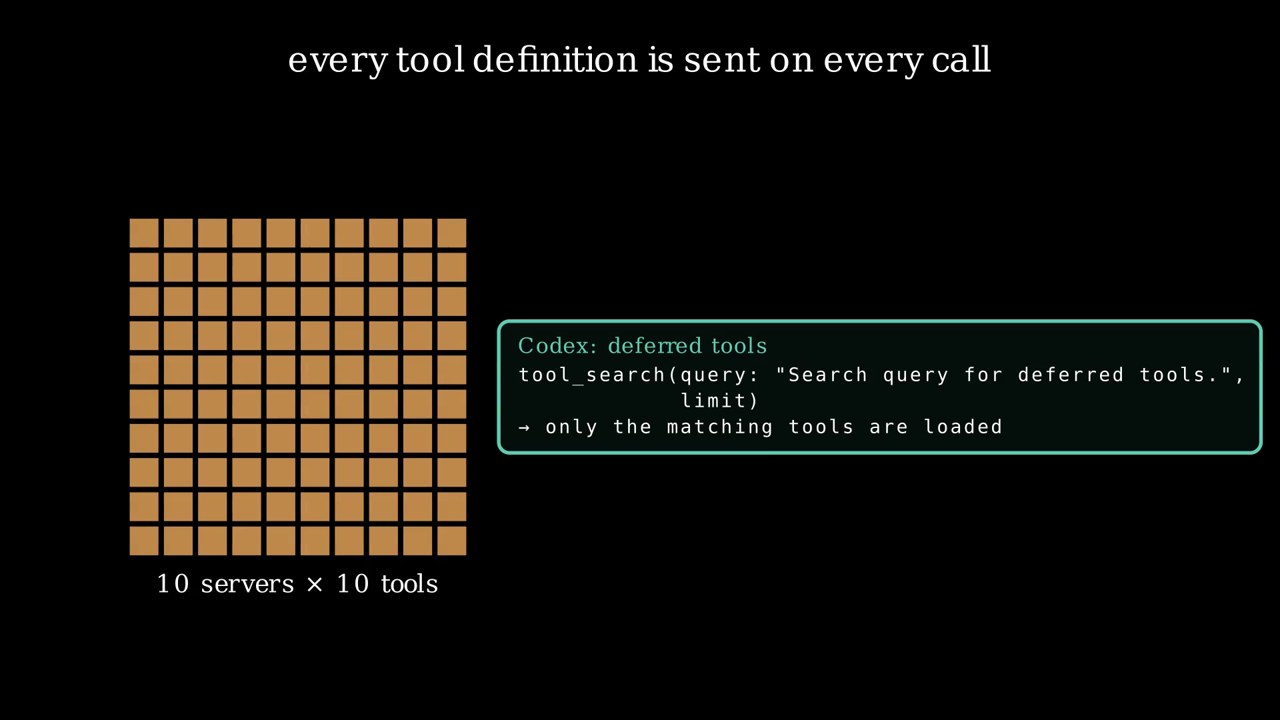 every tool definition is sent on every call
Codex: deferred tools
tool_search(query: "Search query for deferred tools.",
limit)
→ only the matching tools are loaded
10 servers × 10 tools